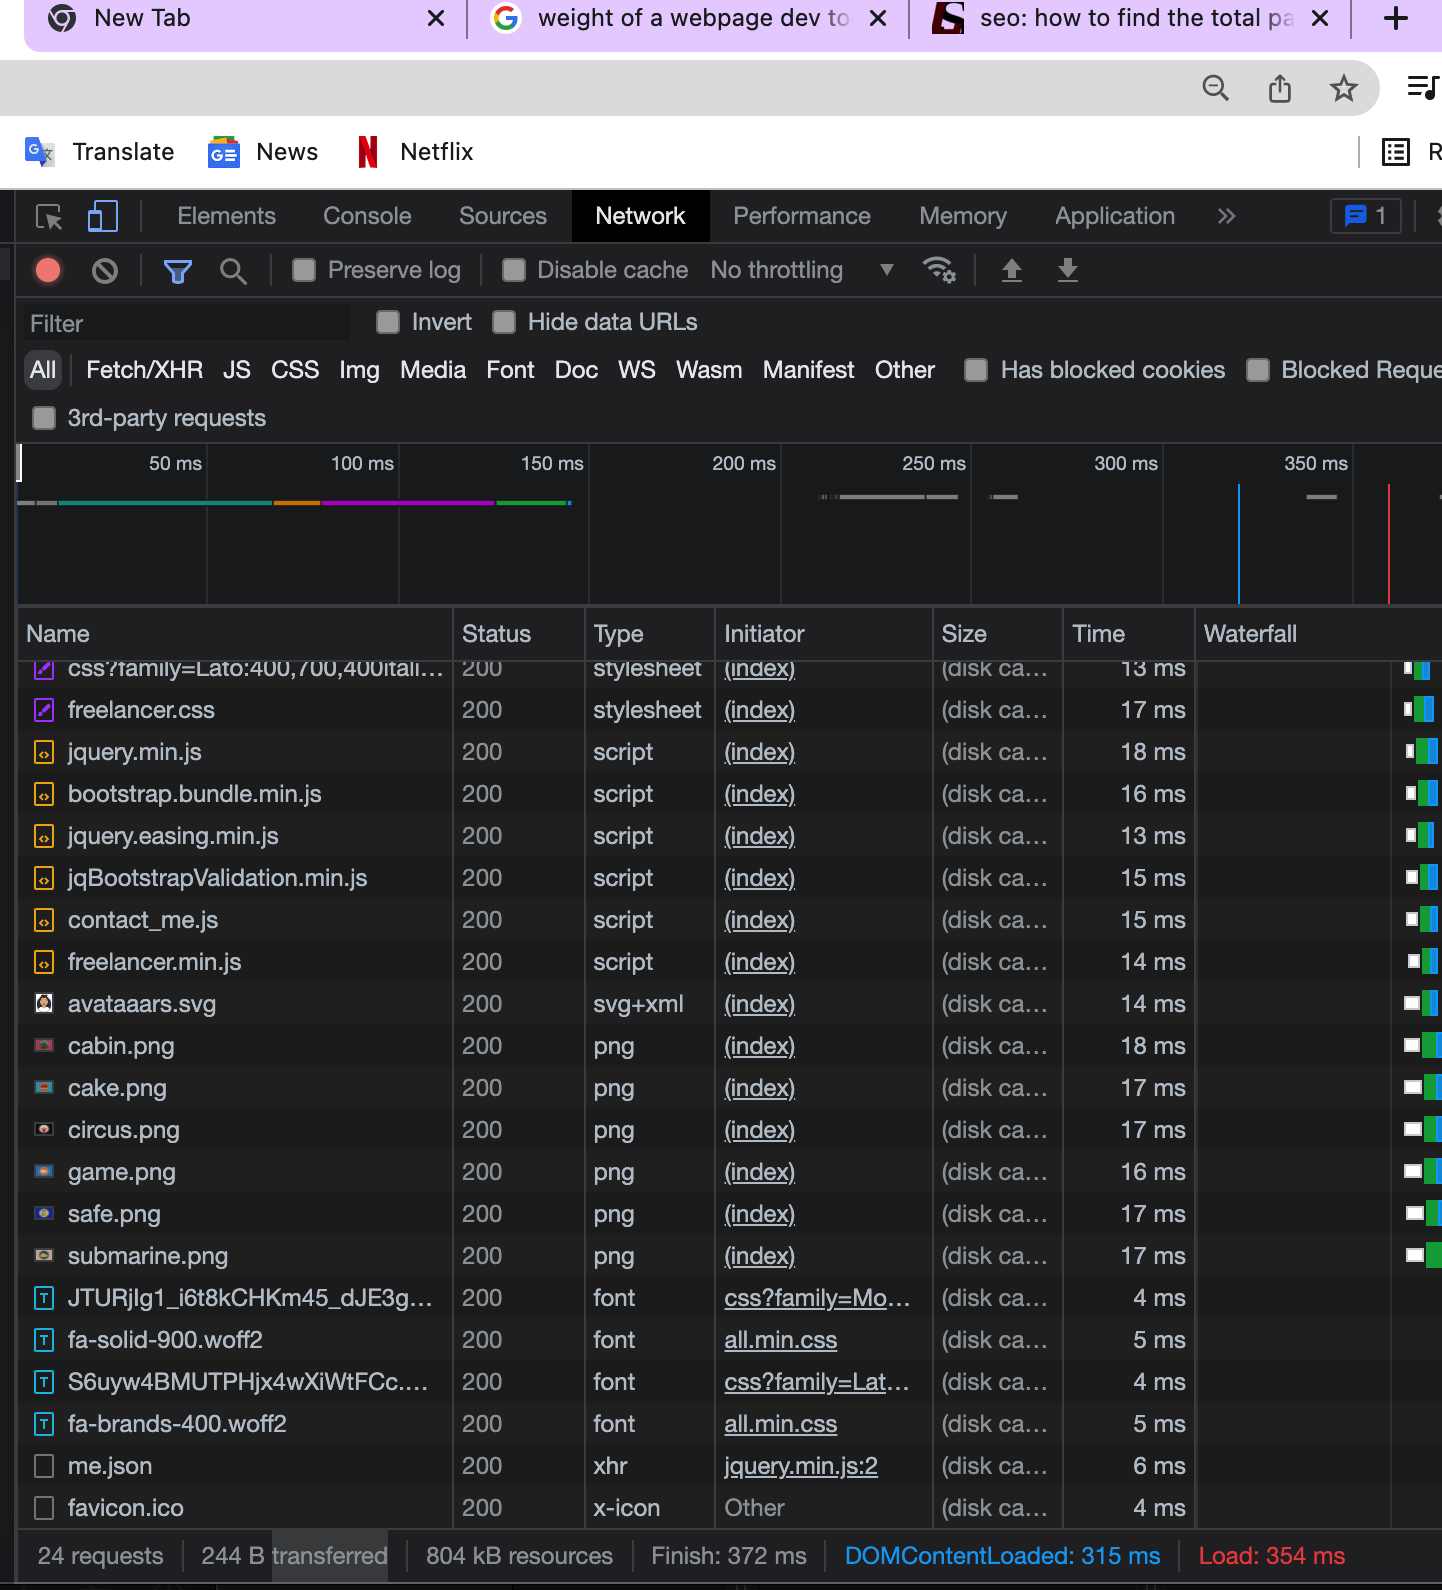 New Tab
weight of a webpage dev to
seo: how to find the total pa
Translate News Netflix R
Elements Console Sources Network Performance Memory Application 1
Preserve log Disable cache No throttling
Filter Invert Hide data URLs
All Fetch/XHR JS CSS Img Media Font Doc WS Wasm Manifest Other Has blocked cookies Blocked Reque
3rd-party requests
50 ms 100 ms 150 ms 200 ms 250 ms 300 ms 350 ms
Name Status Type Initiator Size Time Waterfall
css?family=Lato:400,700,400itali... 200 stylesheet (index) (disk ca... 13 ms
freelancer.css 200 stylesheet (index) (disk ca... 17 ms
jquery.min.js 200 script (index) (disk ca... 18 ms
bootstrap.bundle.min.js 200 script (index) (disk ca... 16 ms
jquery.easing.min.js 200 script (index) (disk ca... 13 ms
jqBootstrapValidation.min.js 200 script (index) (disk ca... 15 ms
contact_me.js 200 script (index) (disk ca... 15 ms
freelancer.min.js 200 script (index) (disk ca... 14 ms
avataaars.svg 200 svg+xml (index) (disk ca... 14 ms
cabin.png 200 png (index) (disk ca... 18 ms
cake.png 200 png (index) (disk ca... 17 ms
circus.png 200 png (index) (disk ca... 17 ms
game.png 200 png (index) (disk ca... 16 ms
safe.png 200 png (index) (disk ca... 17 ms
submarine.png 200 png (index) (disk ca... 17 ms
JTURjIg1_i6t8kCHKm45_dJE3g... 200 font css?family=Mo... (disk ca... 4 ms
fa-solid-900.woff2 200 font all.min.css (disk ca... 5 ms
S6uyw4BMUTPHjx4wXiWtFCc.... 200 font css?family=Lat... (disk ca... 4 ms
fa-brands-400.woff2 200 font all.min.css (disk ca... 5 ms
me.json 200 xhr jquery.min.js:2 (disk ca... 6 ms
favicon.ico 200 x-icon Other (disk ca... 4 ms
24 requests 244 B transferred 804 kB resources Finish: 372 ms DOMContentLoaded: 315 ms Load: 354 ms